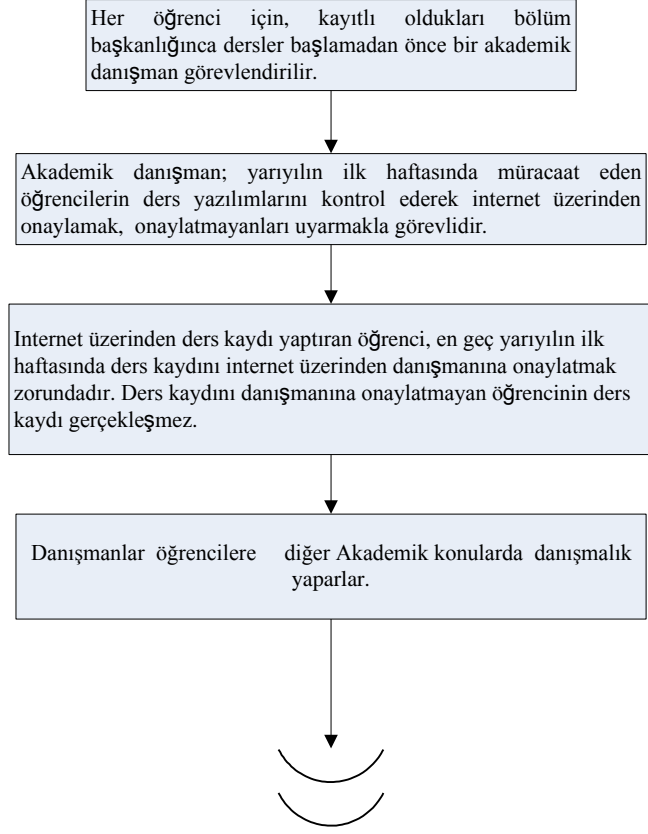 Her öğrenci için, kayıtlı oldukları bölüm
başkanlığınca dersler başlamadan önce bir akademik
danışman görevlendirilir.
Akademik danışman; yarıyılın ilk haftasında müracaat eden
öğrencilerin ders yazılımlarını kontrol ederek internet üzerinden
onaylamak, onaylatmayanları uyarmakla görevlidir.
Internet üzerinden ders kaydı yaptıran öğrenci, en geç yarıyılın ilk
haftasında ders kaydını internet üzerinden danışmanına onaylatmak
zorundadır. Ders kaydını danışmanına onaylatmayan öğrencinin ders
kaydı gerçekleşmez.
Danışmanlar öğrencilere diğer Akademik konularda danışmalık
yaparlar.